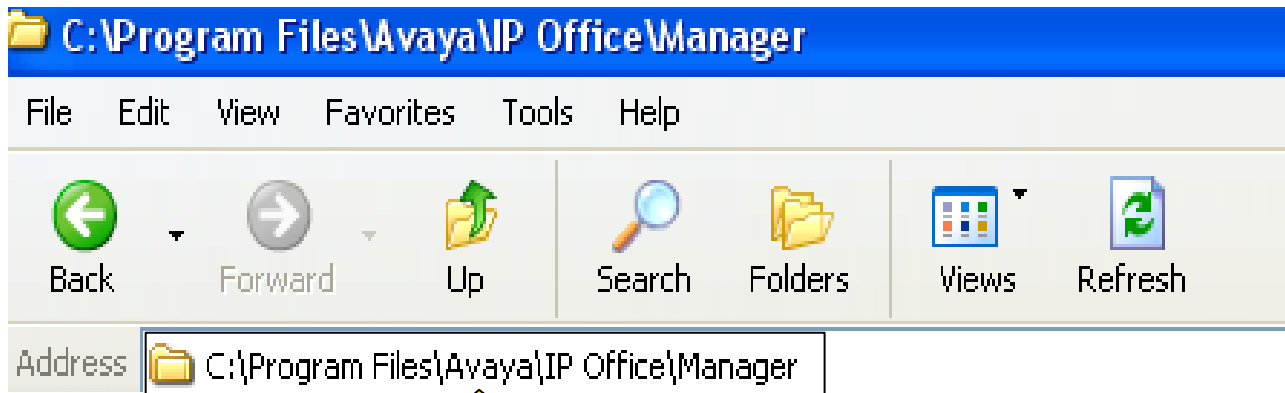 C:\Program Files\Avaya\IP Office\Manager
File Edit View Favorites Tools Help
Back Forward Up Search Folders Views Refresh
Address C:\Program Files\Avaya\IP Office\Manager